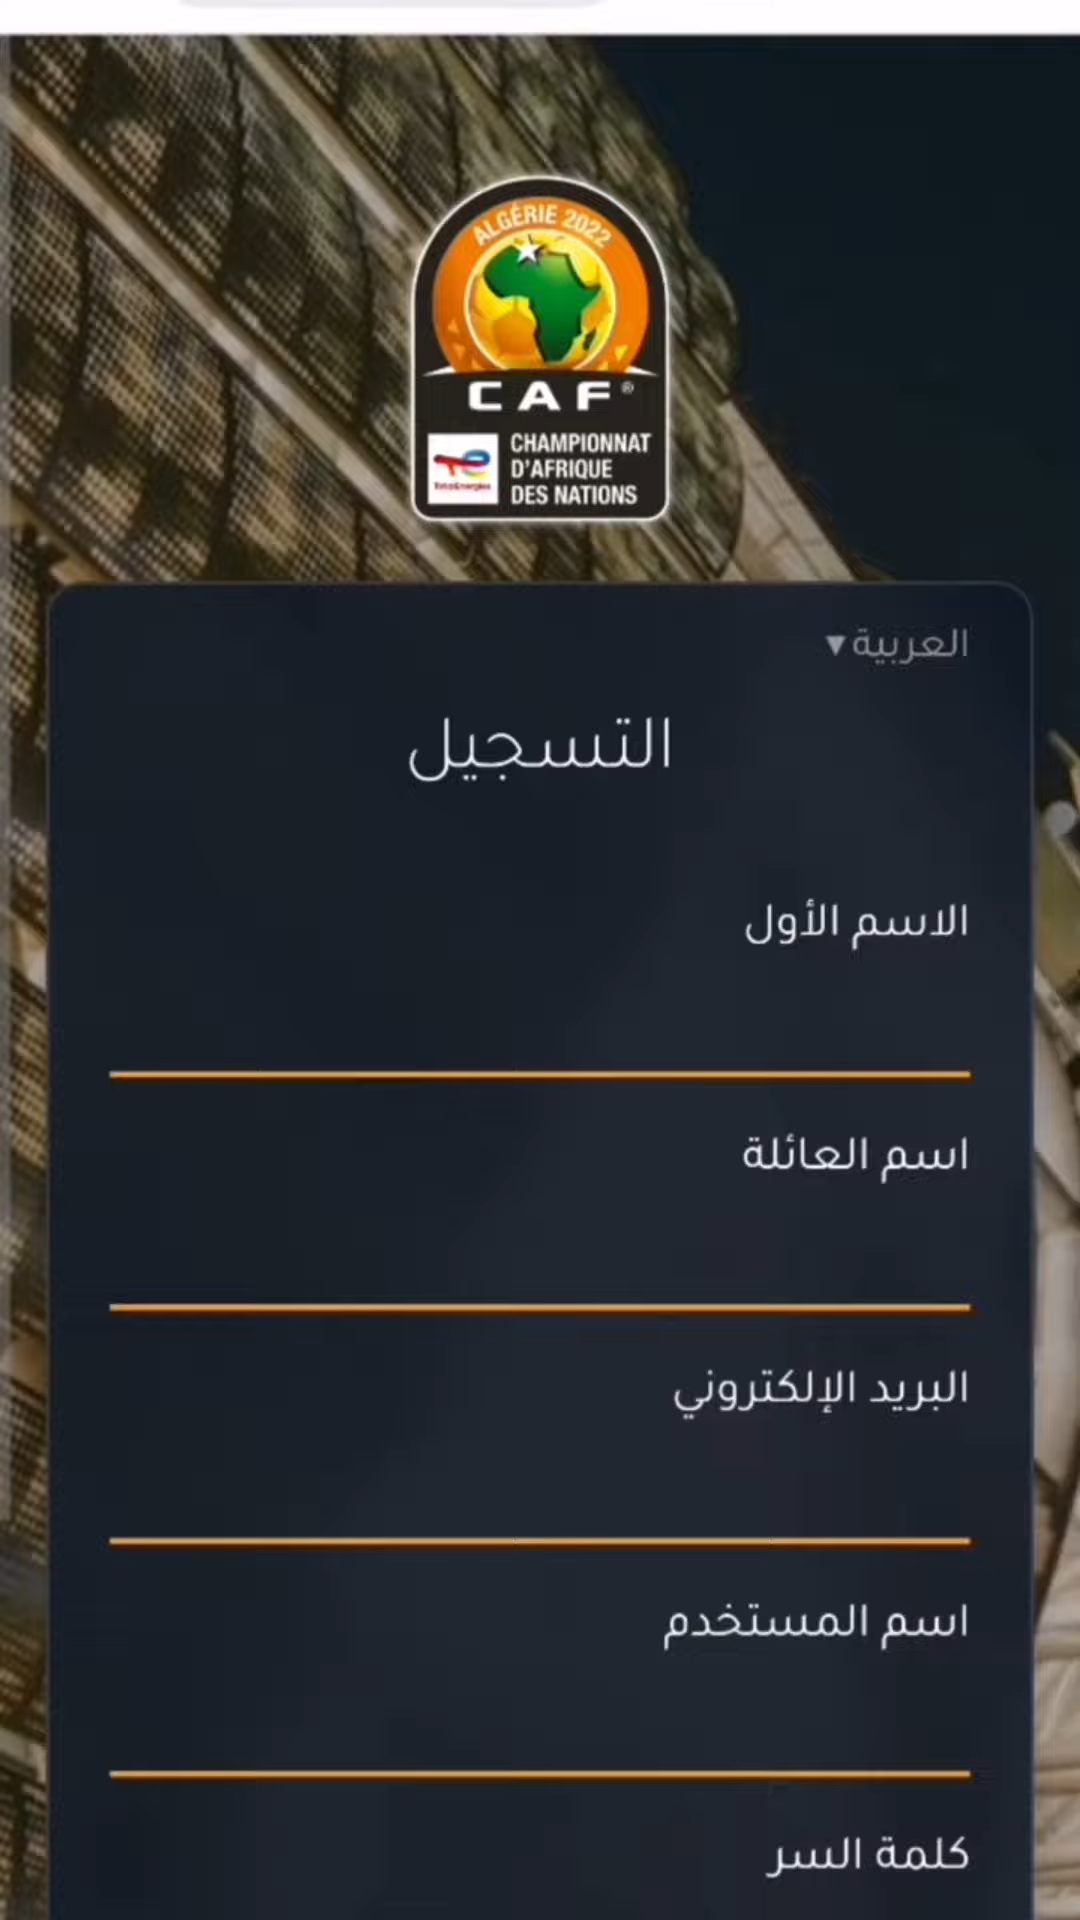 ALGÉRIE 2022
CAF®
TotalEnergies
CHAMPIONNAT
D'AFRIQUE
DES NATIONS
العربية ▼
التسجيل
الاسم الأول
اسم العائلة
البريد الإلكتروني
اسم المستخدم
كلمة السر